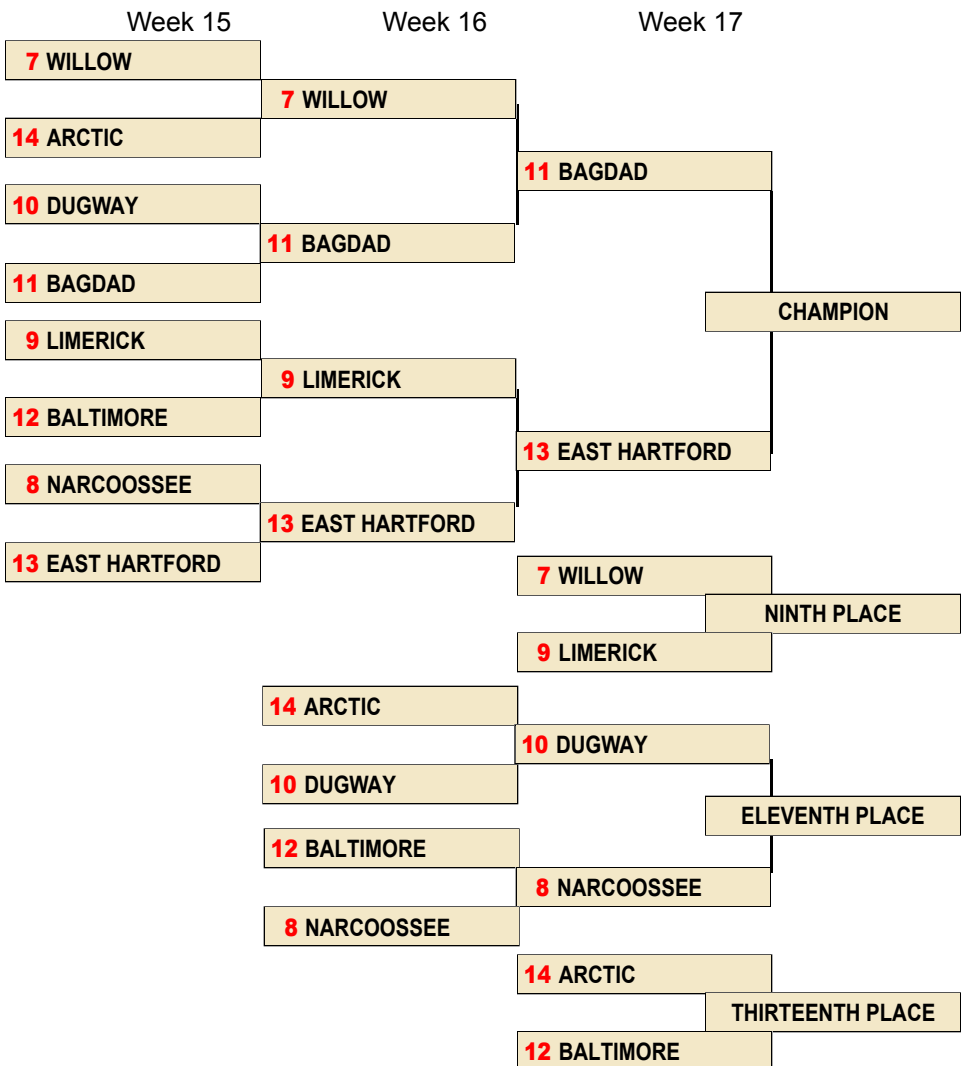 Week 15 Week 16 Week 17
7 WILLOW
7 WILLOW
14 ARCTIC
11 BAGDAD
10 DUGWAY
11 BAGDAD
11 BAGDAD
CHAMPION
9 LIMERICK
9 LIMERICK
12 BALTIMORE
13 EAST HARTFORD
8 NARCOOSSEE
13 EAST HARTFORD
13 EAST HARTFORD
7 WILLOW
NINTH PLACE
9 LIMERICK
14 ARCTIC
10 DUGWAY
10 DUGWAY
ELEVENTH PLACE
12 BALTIMORE
8 NARCOOSSEE
8 NARCOOSSEE
14 ARCTIC
THIRTEENTH PLACE
12 BALTIMORE